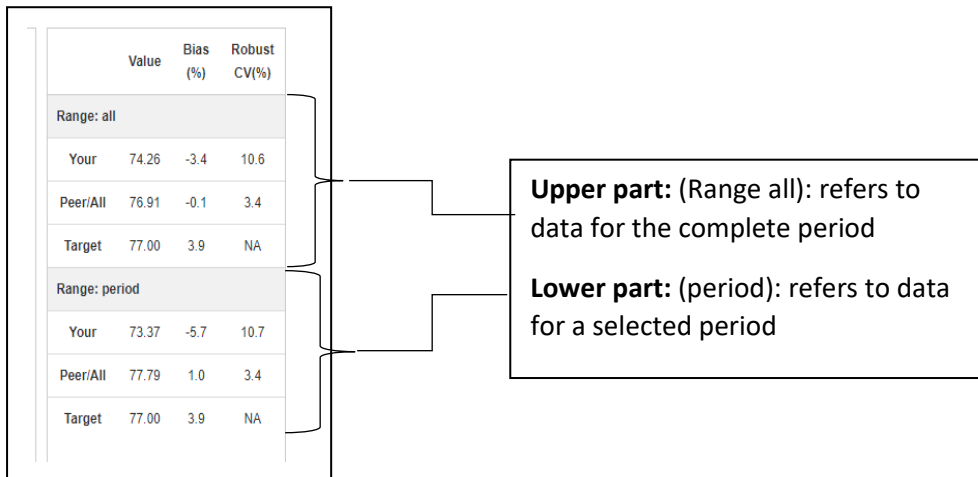 Value Bias (%) Robust CV(%)
Range: all
Your 74.26 -3.4 10.6
Peer/All 76.91 -0.1 3.4
Target 77.00 3.9 NA
Range: period
Your 73.37 -5.7 10.7
Peer/All 77.79 1.0 3.4
Target 77.00 3.9 NA
Upper part: (Range all): refers to
data for the complete period
Lower part: (period): refers to data
for a selected period